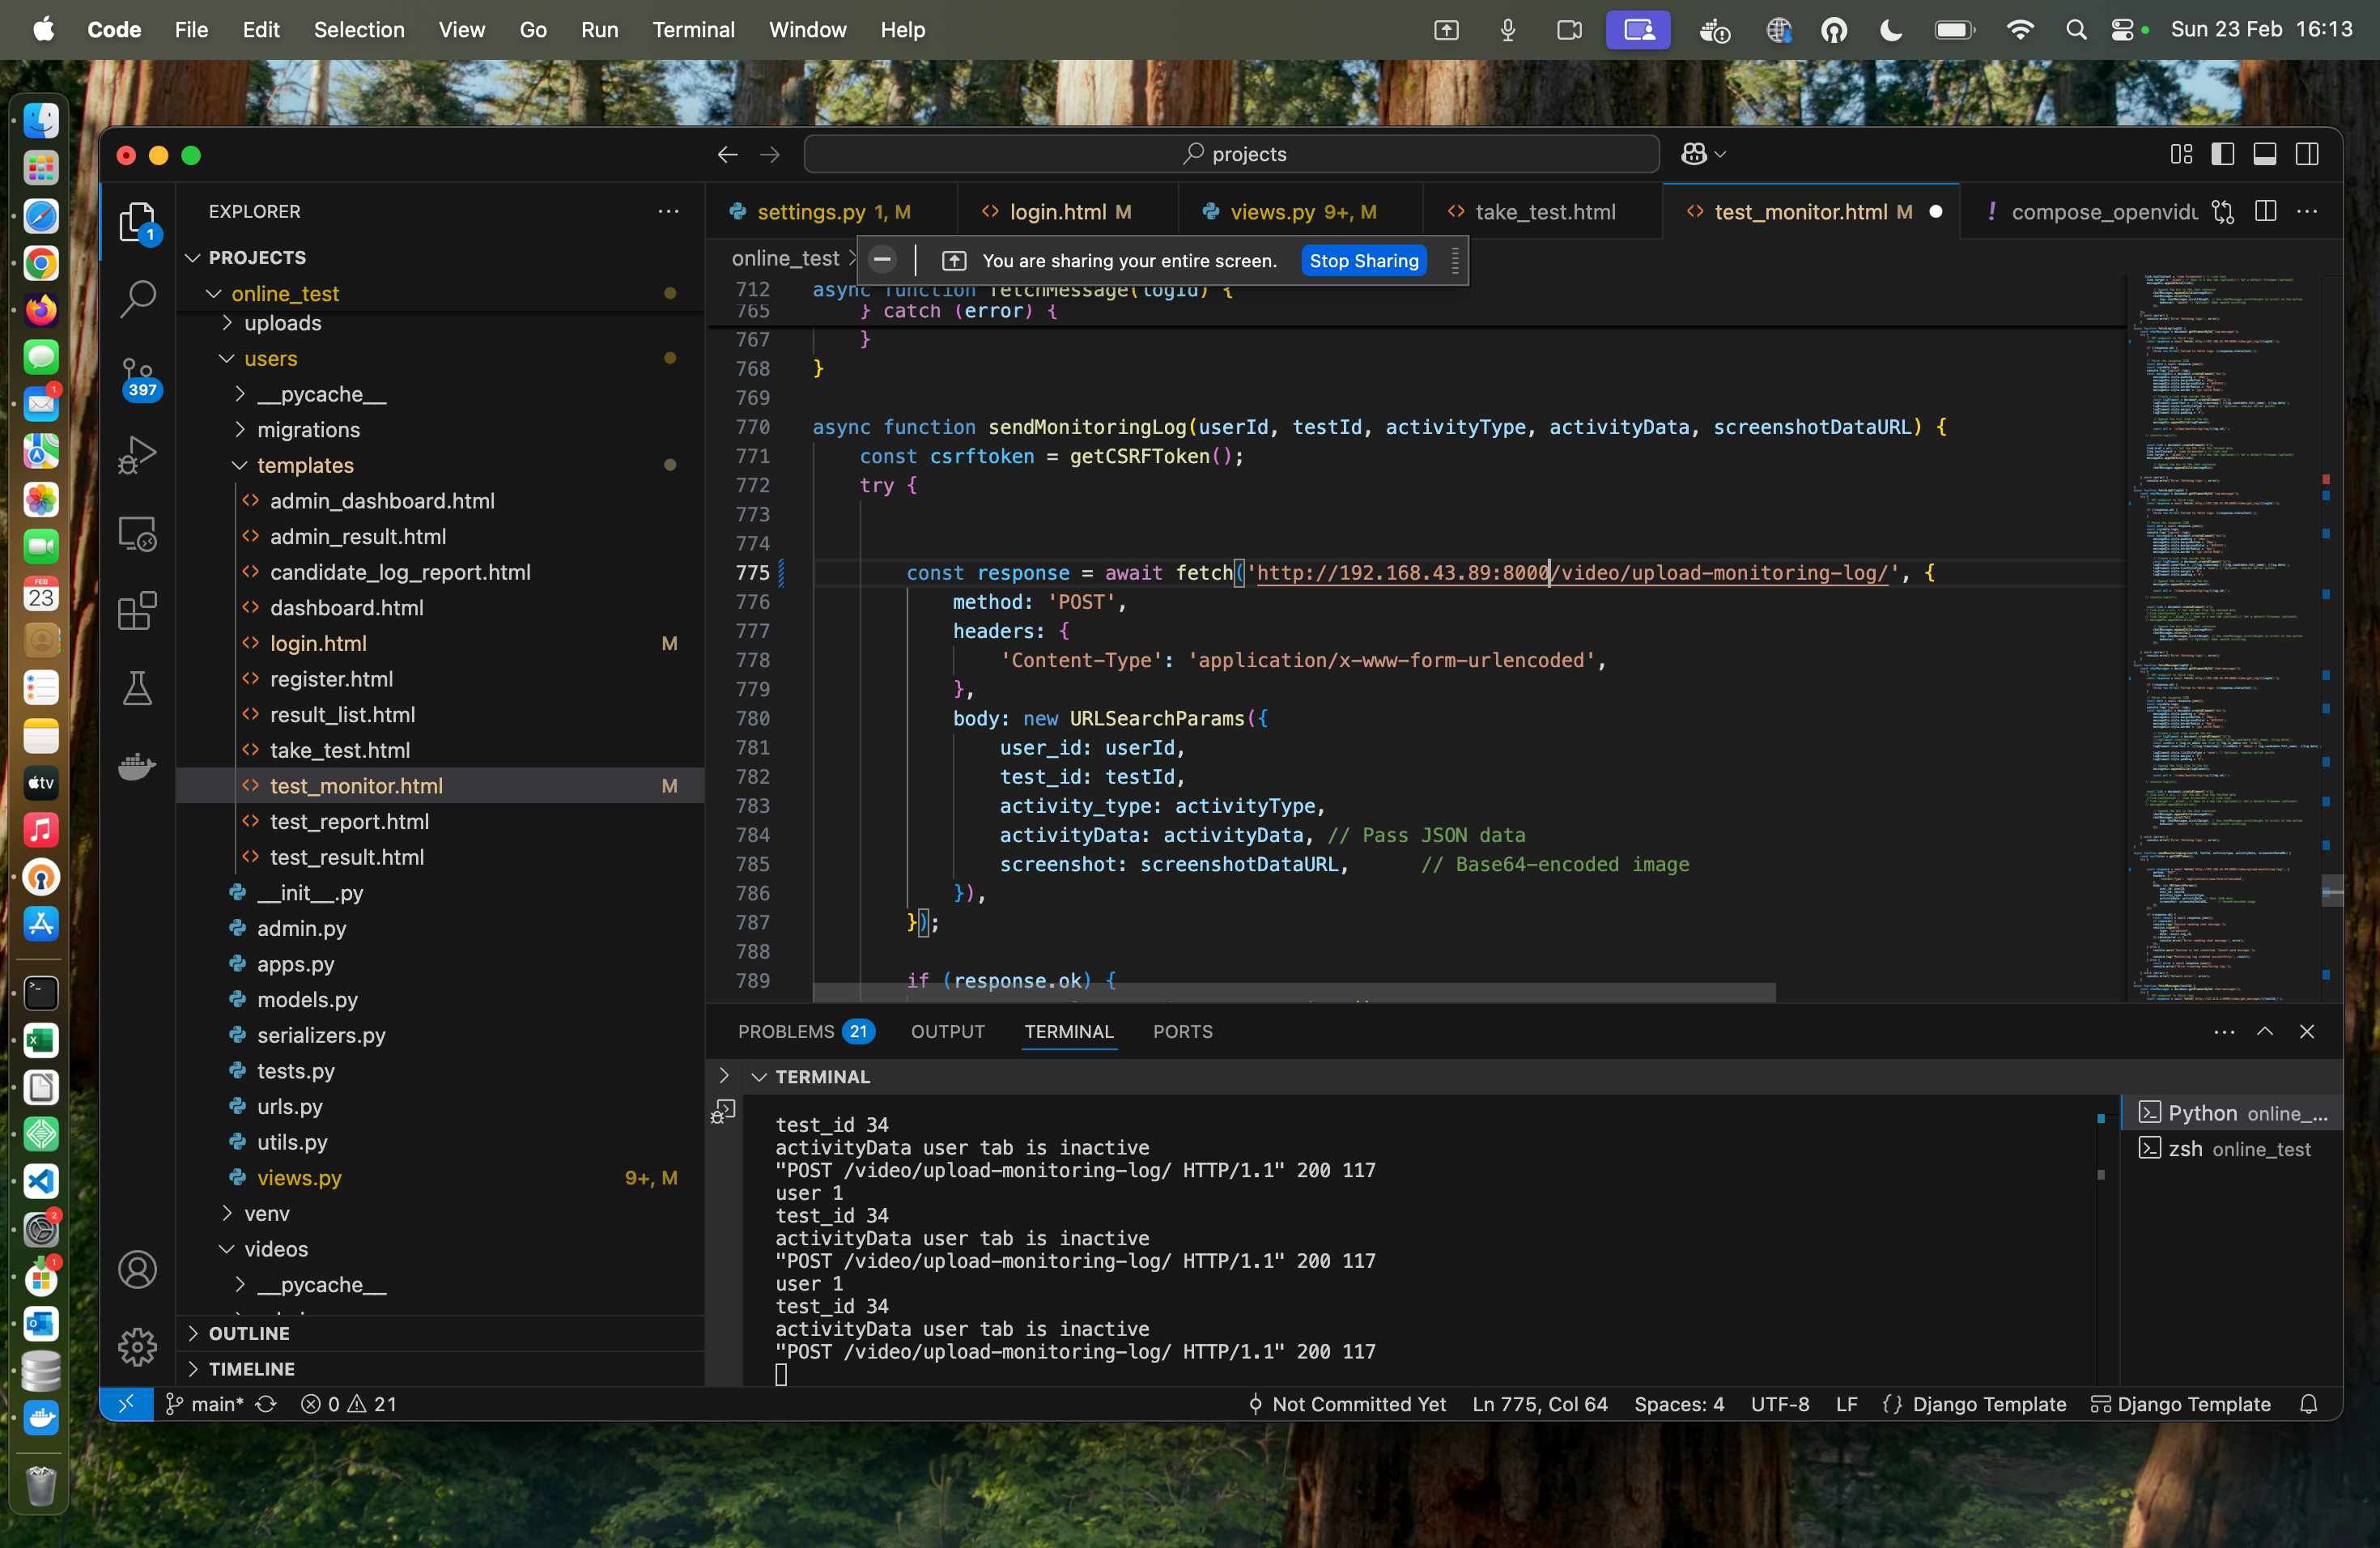 Code File Edit Selection View Go Run Terminal Window Help
Sun 23 Feb 16:13
projects
EXPLORER
PROJECTS
online_test
uploads
users
__pycache__
migrations
templates
admin_dashboard.html
admin_result.html
candidate_log_report.html
dashboard.html
login.html M
register.html
result_list.html
take_test.html
test_monitor.html M
test_report.html
test_result.html
__init__.py
admin.py
apps.py
models.py
serializers.py
tests.py
urls.py
utils.py
views.py 9+, M
venv
videos
__pycache__
OUTLINE
TIMELINE
1
397
FEB
23
tv
1
2
1
settings.py 1, M login.html M views.py 9+, M take_test.html test_monitor.html M compose_openvidu
online_test
You are sharing your entire screen. Stop Sharing
712 async function fetchMessage(logId) {
765 } catch (error) {
767 }
768 }
769
770 async function sendMonitoringLog(userId, testId, activityType, activityData, screenshotDataURL) {
771 const csrftoken = getCSRFToken();
772 try {
773
774
775 const response = await fetch('http://192.168.43.89:8000/video/upload-monitoring-log/', {
776 method: 'POST',
777 headers: {
778 'Content-Type': 'application/x-www-form-urlencoded',
779 },
780 body: new URLSearchParams({
781 user_id: userId,
782 test_id: testId,
783 activity_type: activityType,
784 activityData: activityData, // Pass JSON data
785 screenshot: screenshotDataURL, // Base64-encoded image
786 }),
787 });
788
789 if (response.ok) {
PROBLEMS 21 OUTPUT TERMINAL PORTS
TERMINAL
test_id 34
activityData user tab is inactive
"POST /video/upload-monitoring-log/ HTTP/1.1" 200 117
user 1
test_id 34
activityData user tab is inactive
"POST /video/upload-monitoring-log/ HTTP/1.1" 200 117
user 1
test_id 34
activityData user tab is inactive
"POST /video/upload-monitoring-log/ HTTP/1.1" 200 117
Python online_...
zsh online_test
main* 0 21
Not Committed Yet Ln 775, Col 64 Spaces: 4 UTF-8 LF {} Django Template Django Template